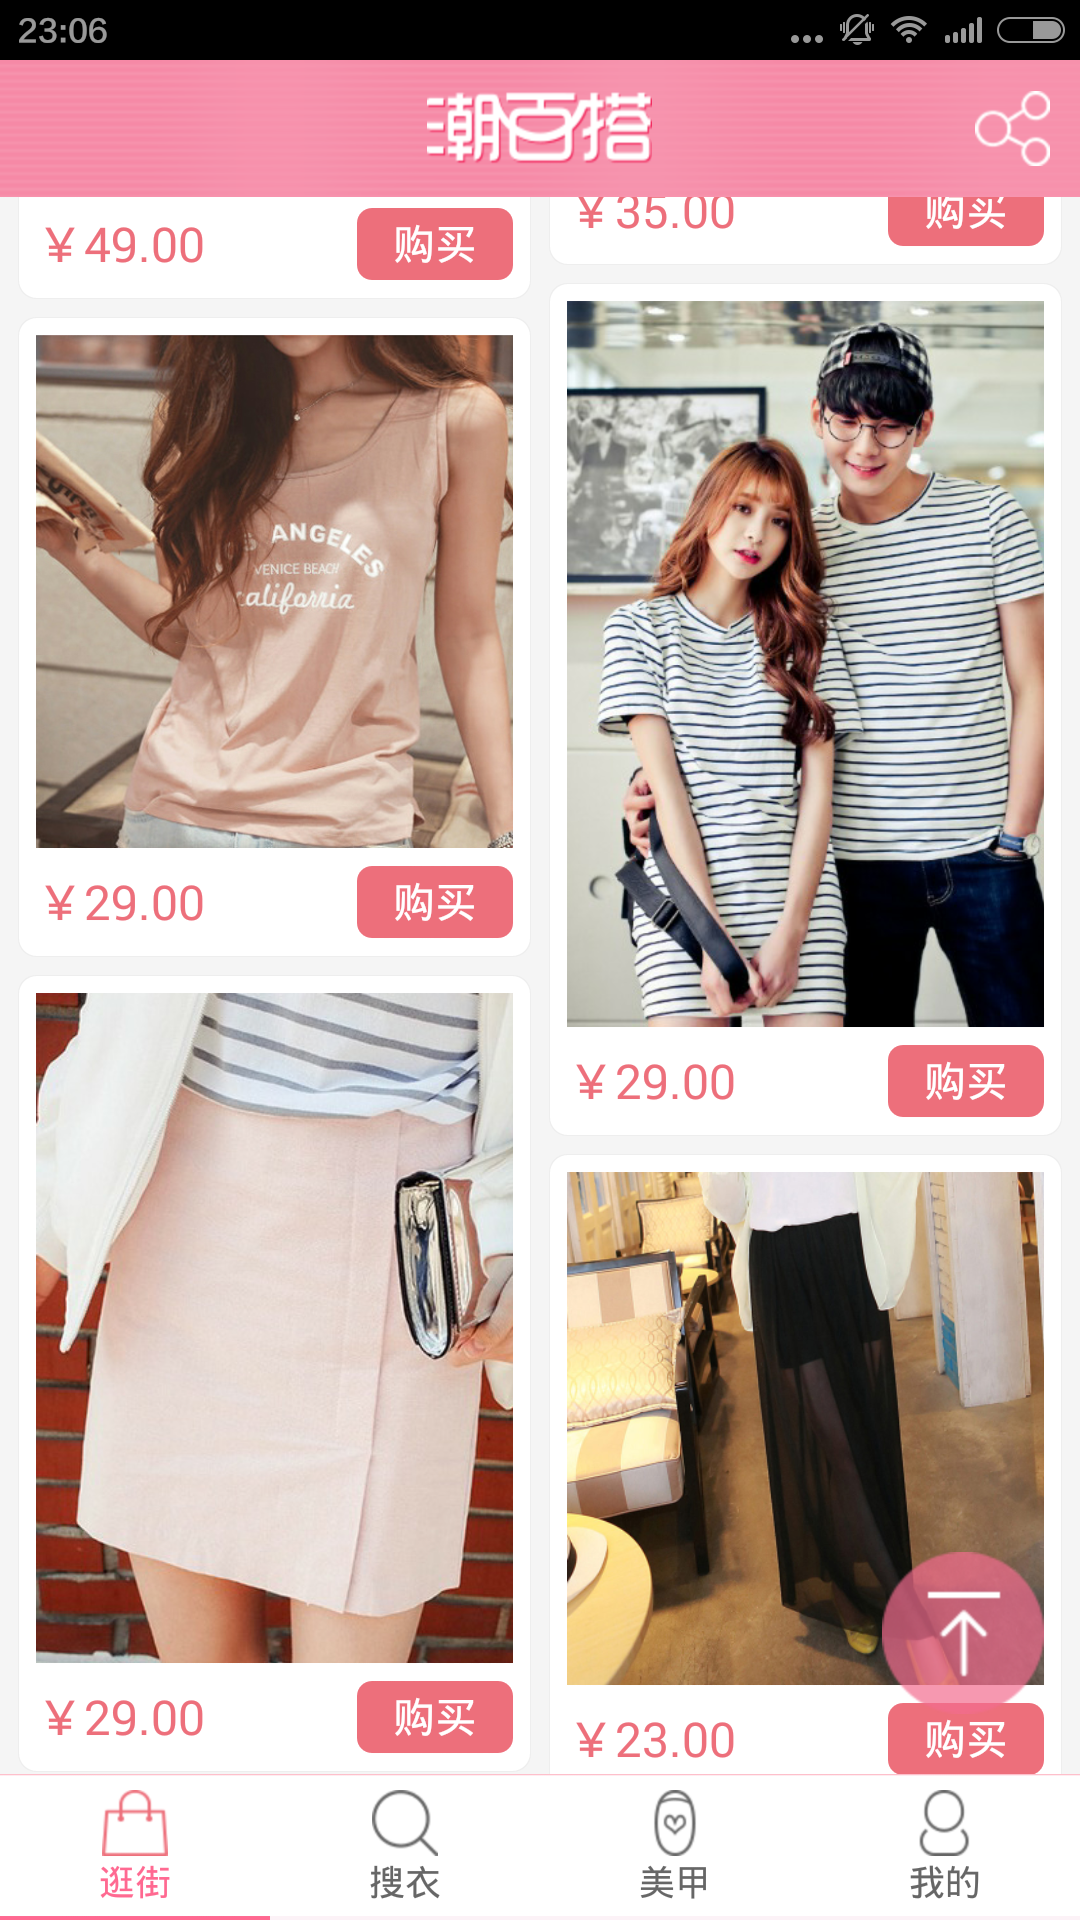 23:06
潮百搭
¥49.00 购买
¥35.00 购买
ANGELES
VENICE BEACH
california
¥29.00 购买
¥29.00 购买
¥29.00 购买
¥23.00 购买
逛街 搜衣 美甲 我的